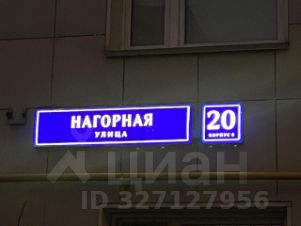 НАГОРНАЯ
УЛИЦА
20
КОРПУС 6
циан
ID 327127956